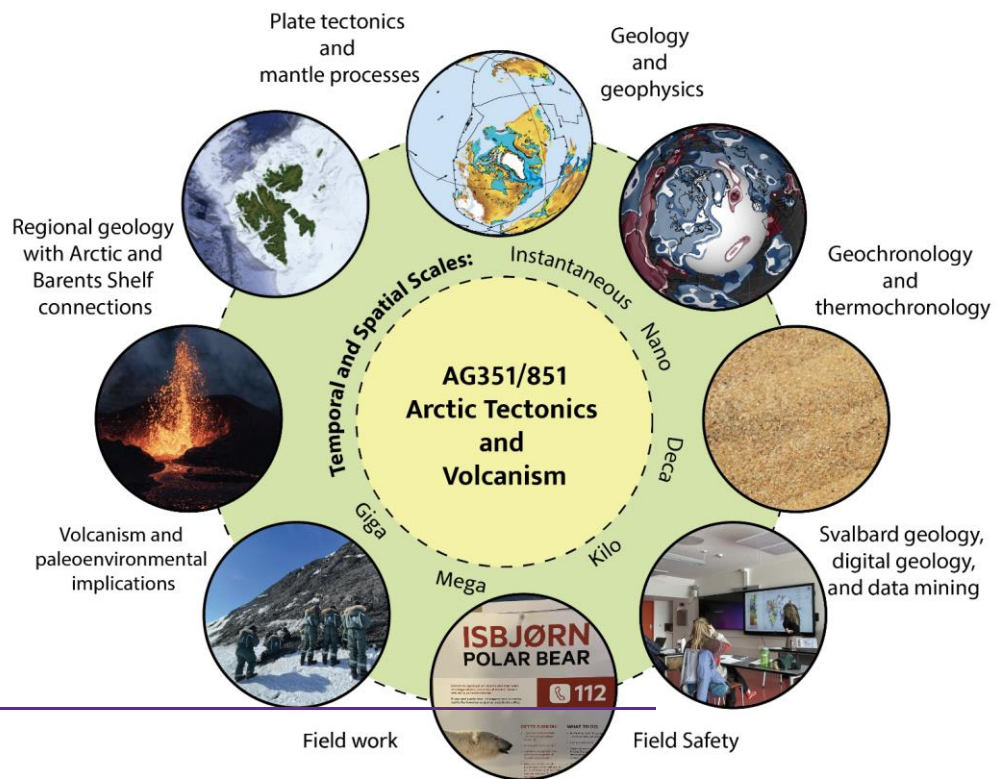 Plate tectonics
and
mantle processes
Geology
and
geophysics
Regional geology
with Arctic and
Barents Shelf
connections
Geochronology
and
thermochronology
Temporal and Spatial Scales:
Instantaneous
Nano
Deca
Kilo
Mega
Giga
AG351/851
Arctic Tectonics
and
Volcanism
Volcanism and
paleoenvironmental
implications
Svalbard geology,
digital geology,
and data mining
ISBJØRN
POLAR BEAR
112
Field work
Field Safety